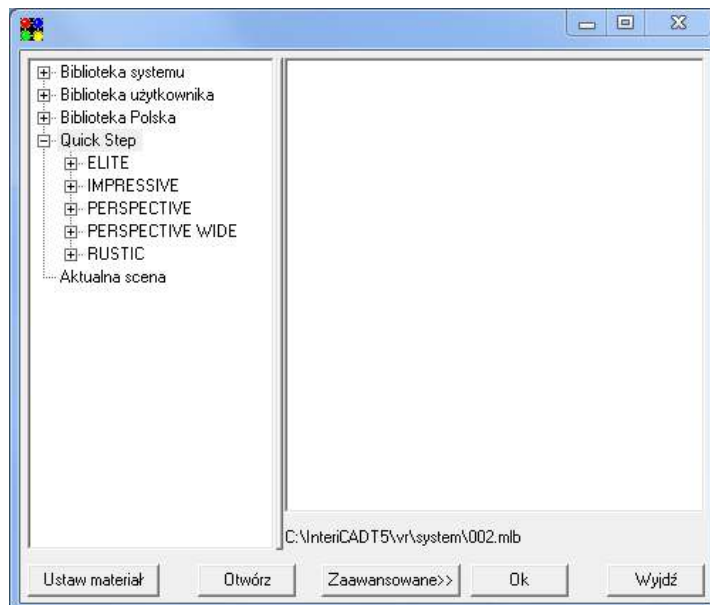 Biblioteka systemu
Biblioteka użytkownika
Biblioteka Polska
Quick Step
ELITE
IMPRESSIVE
PERSPECTIVE
PERSPECTIVE WIDE
RUSTIC
Aktualna scena
C:\InteriCADT5\vr\system\002.mlb
Ustaw materiał Otwórz Zaawansowane>> Ok Wyjdź